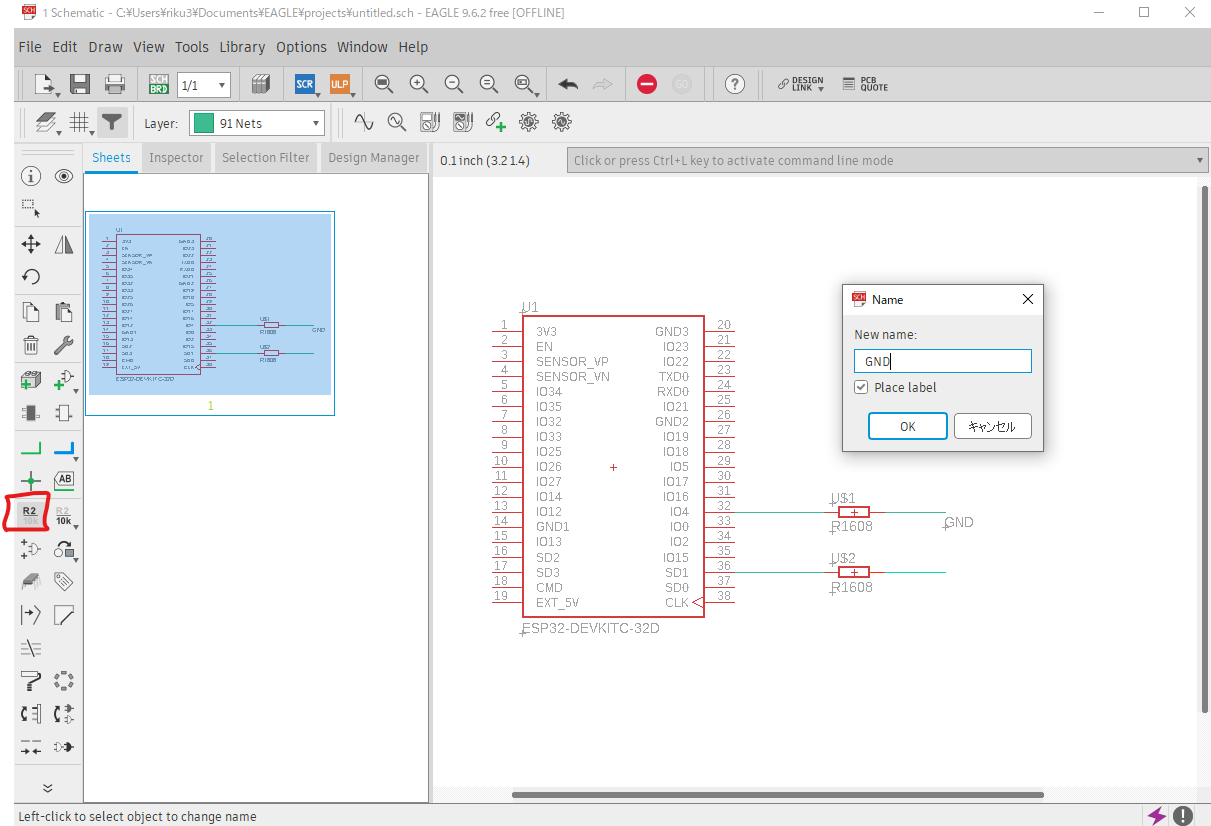 1 Schematic - C:¥Users¥riku3¥Documents¥EAGLE¥projects¥untitled.sch - EAGLE 9.6.2 free [OFFLINE]
File Edit Draw View Tools Library Options Window Help
SCH BRD 1/1 SCR ULP GO DESIGN LINK PCB QUOTE
Layer: 91 Nets
Sheets Inspector Selection Filter Design Manager
0.1 inch (3.2 1.4) Click or press Ctrl+L key to activate command line mode
1
AB
R2 10k R2 10k
U1
1 3V3 GND3 20
2 EN IO23 21
3 SENSOR_VP IO22 22
4 SENSOR_VN TXD0 23
5 IO34 RXD0 24
6 IO35 IO21 25
7 IO32 GND2 26
8 IO33 IO19 27
9 IO25 IO18 28
10 IO26 IO5 29
11 IO27 IO17 30
12 IO14 IO16 31
13 IO12 IO4 32
14 GND1 IO0 33
15 IO13 IO2 34
16 SD2 IO15 35
17 SD3 SD1 36
18 CMD SD0 37
19 EXT_5V CLK 38
ESP32-DEVKITC-32D
U$1
R1608
GND
U$2
R1608
Name
New name:
GND
Place label
OK キャンセル
Left-click to select object to change name